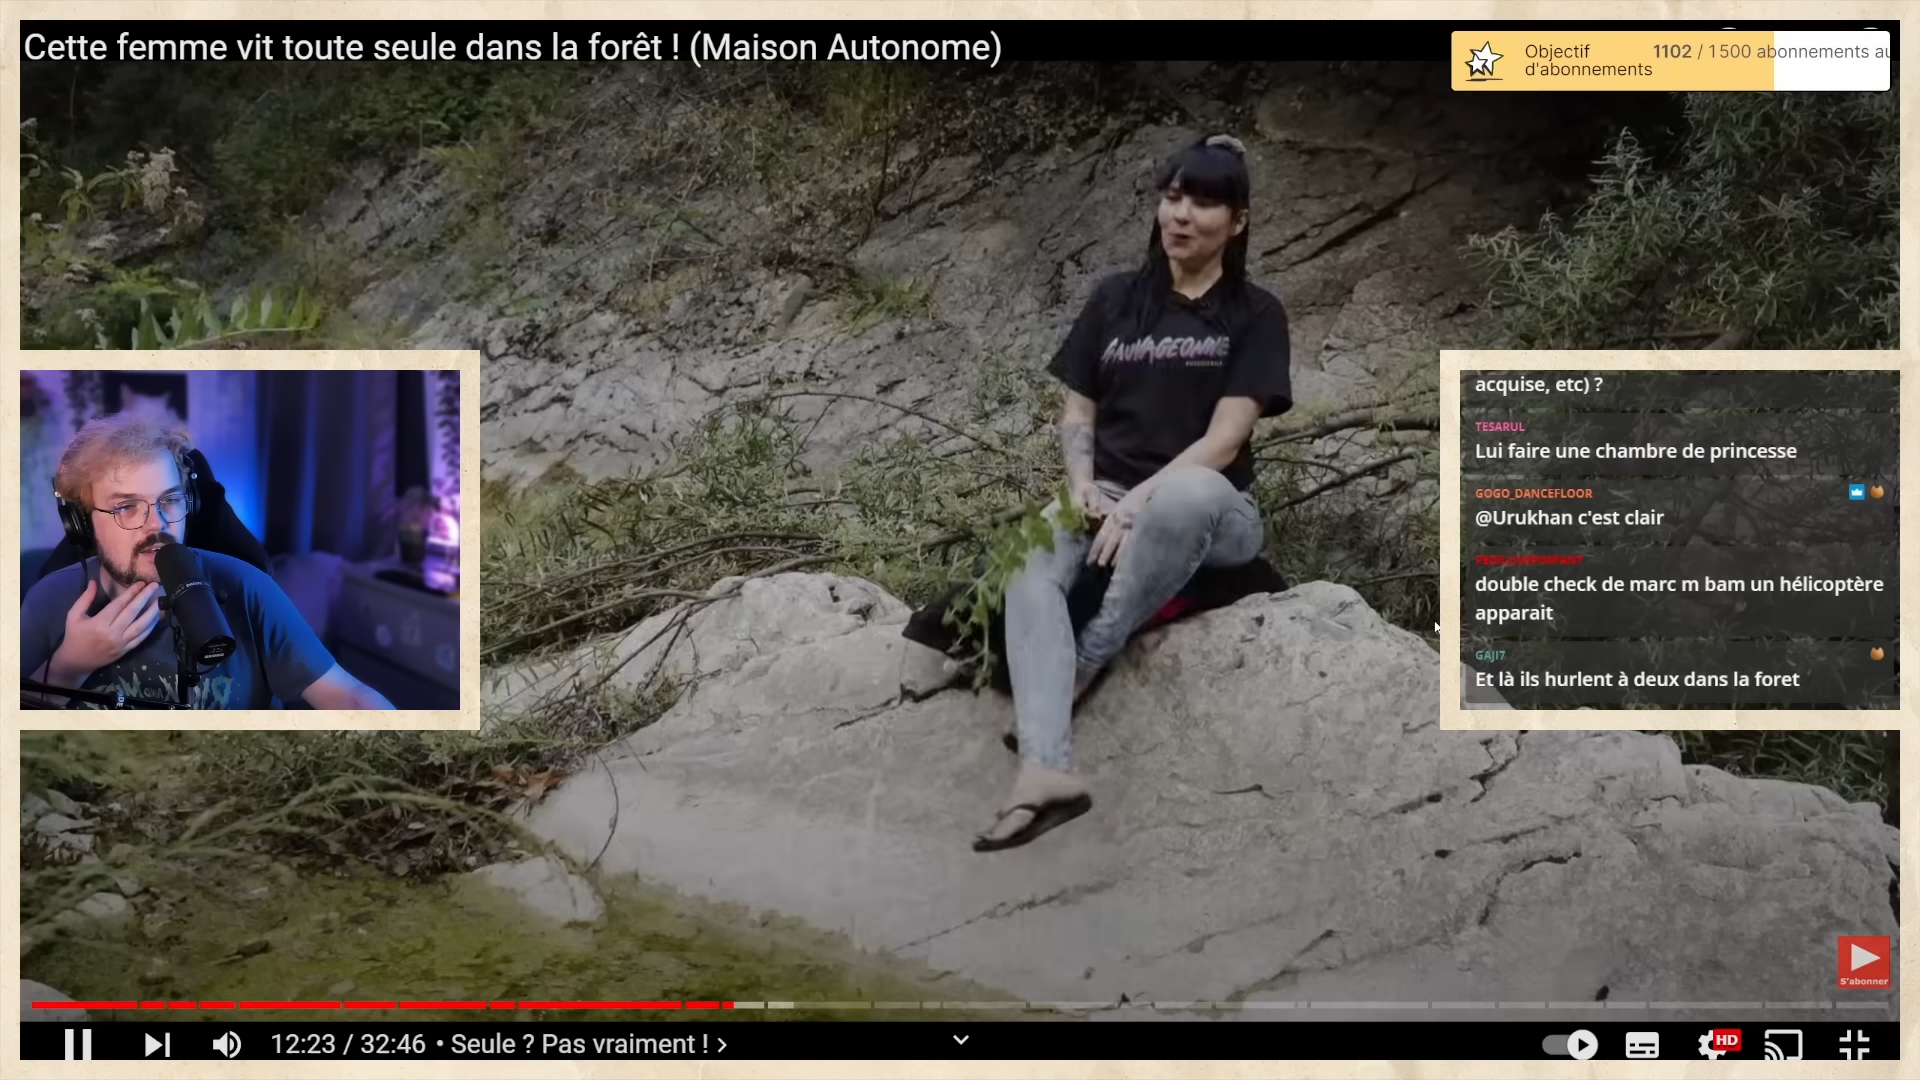 Cette femme vit toute seule dans la forêt ! (Maison Autonome)
Objectif
d'abonnements
1102 / 1500 abonnements au
SAUVAGEONNE
acquise, etc) ?
TESARUL
Lui faire une chambre de princesse
GOGO_DANCEFLOOR
@Urukhan c'est clair
double check de marc m bam un hélicoptère
apparait
GAJI7
Et là ils hurlent à deux dans la foret
S'abonner
12:23 / 32:46 • Seule ? Pas vraiment ! ›
HD